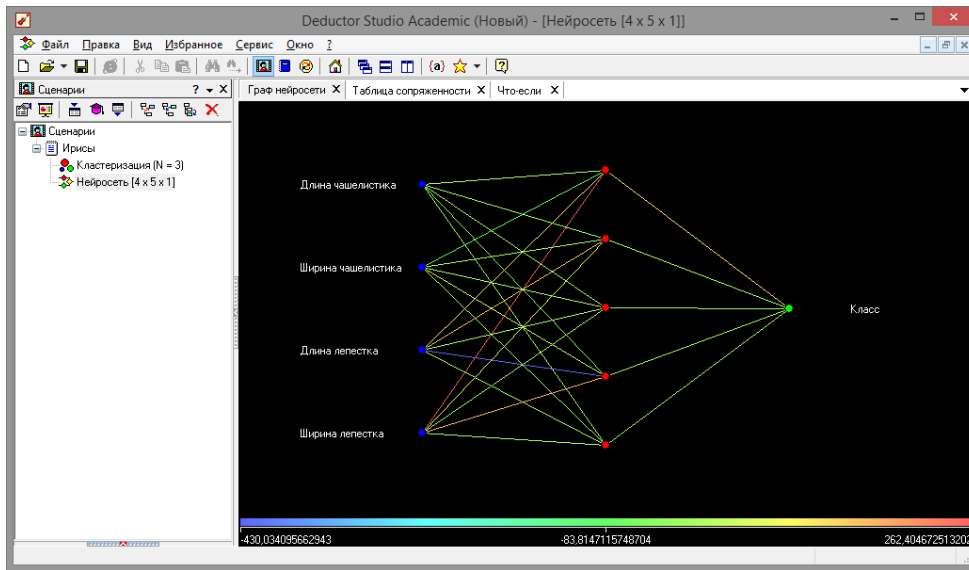 Deductor Studio Academic (Новый) - [Нейросеть [4 x 5 x 1]]
Файл Правка Вид Избранное Сервис Окно ?
{a}
Сценарии ? X
Граф нейросети X Таблица сопряженности X Что-если X
Сценарии
Ирисы
Кластеризация (N = 3)
Нейросеть [4 x 5 x 1]
Длина чашелистика
Ширина чашелистика
Длина лепестка
Ширина лепестка
Класс
-430,034095662943 -83,8147115748704 262,404672513202